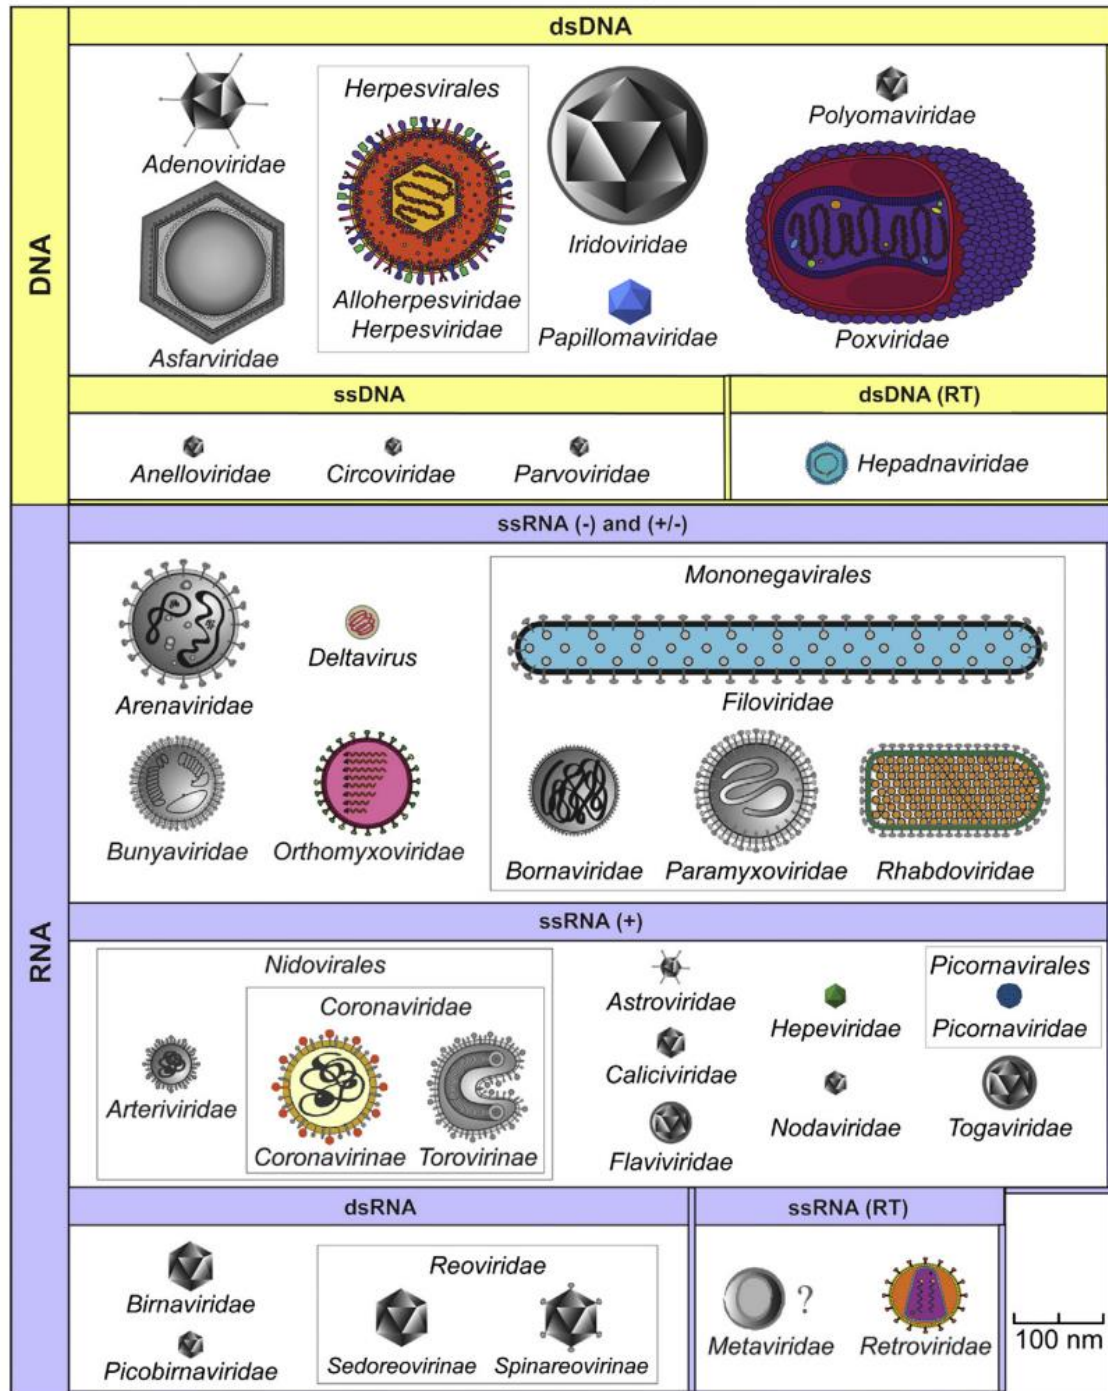 dsDNA
DNA
Adenoviridae
Herpesvirales
Alloherpesviridae
Herpesviridae
Iridoviridae
Polyomaviridae
Asfarviridae
Papillomaviridae
Poxviridae
ssDNA
dsDNA (RT)
Anelloviridae
Circoviridae
Parvoviridae
Hepadnaviridae
RNA
ssRNA (-) and (+/-)
Arenaviridae
Deltavirus
Mononegavirales
Filoviridae
Bunyaviridae
Orthomyxoviridae
Bornaviridae
Paramyxoviridae
Rhabdoviridae
ssRNA (+)
Nidovirales
Coronaviridae
Arteriviridae
Coronavirinae
Torovirinae
Astroviridae
Caliciviridae
Flaviviridae
Hepeviridae
Nodaviridae
Picornavirales
Picornaviridae
Togaviridae
dsRNA
ssRNA (RT)
Birnaviridae
Picobirnaviridae
Reoviridae
Sedoreovirinae
Spinareovirinae
?
Metaviridae
Retroviridae
100 nm